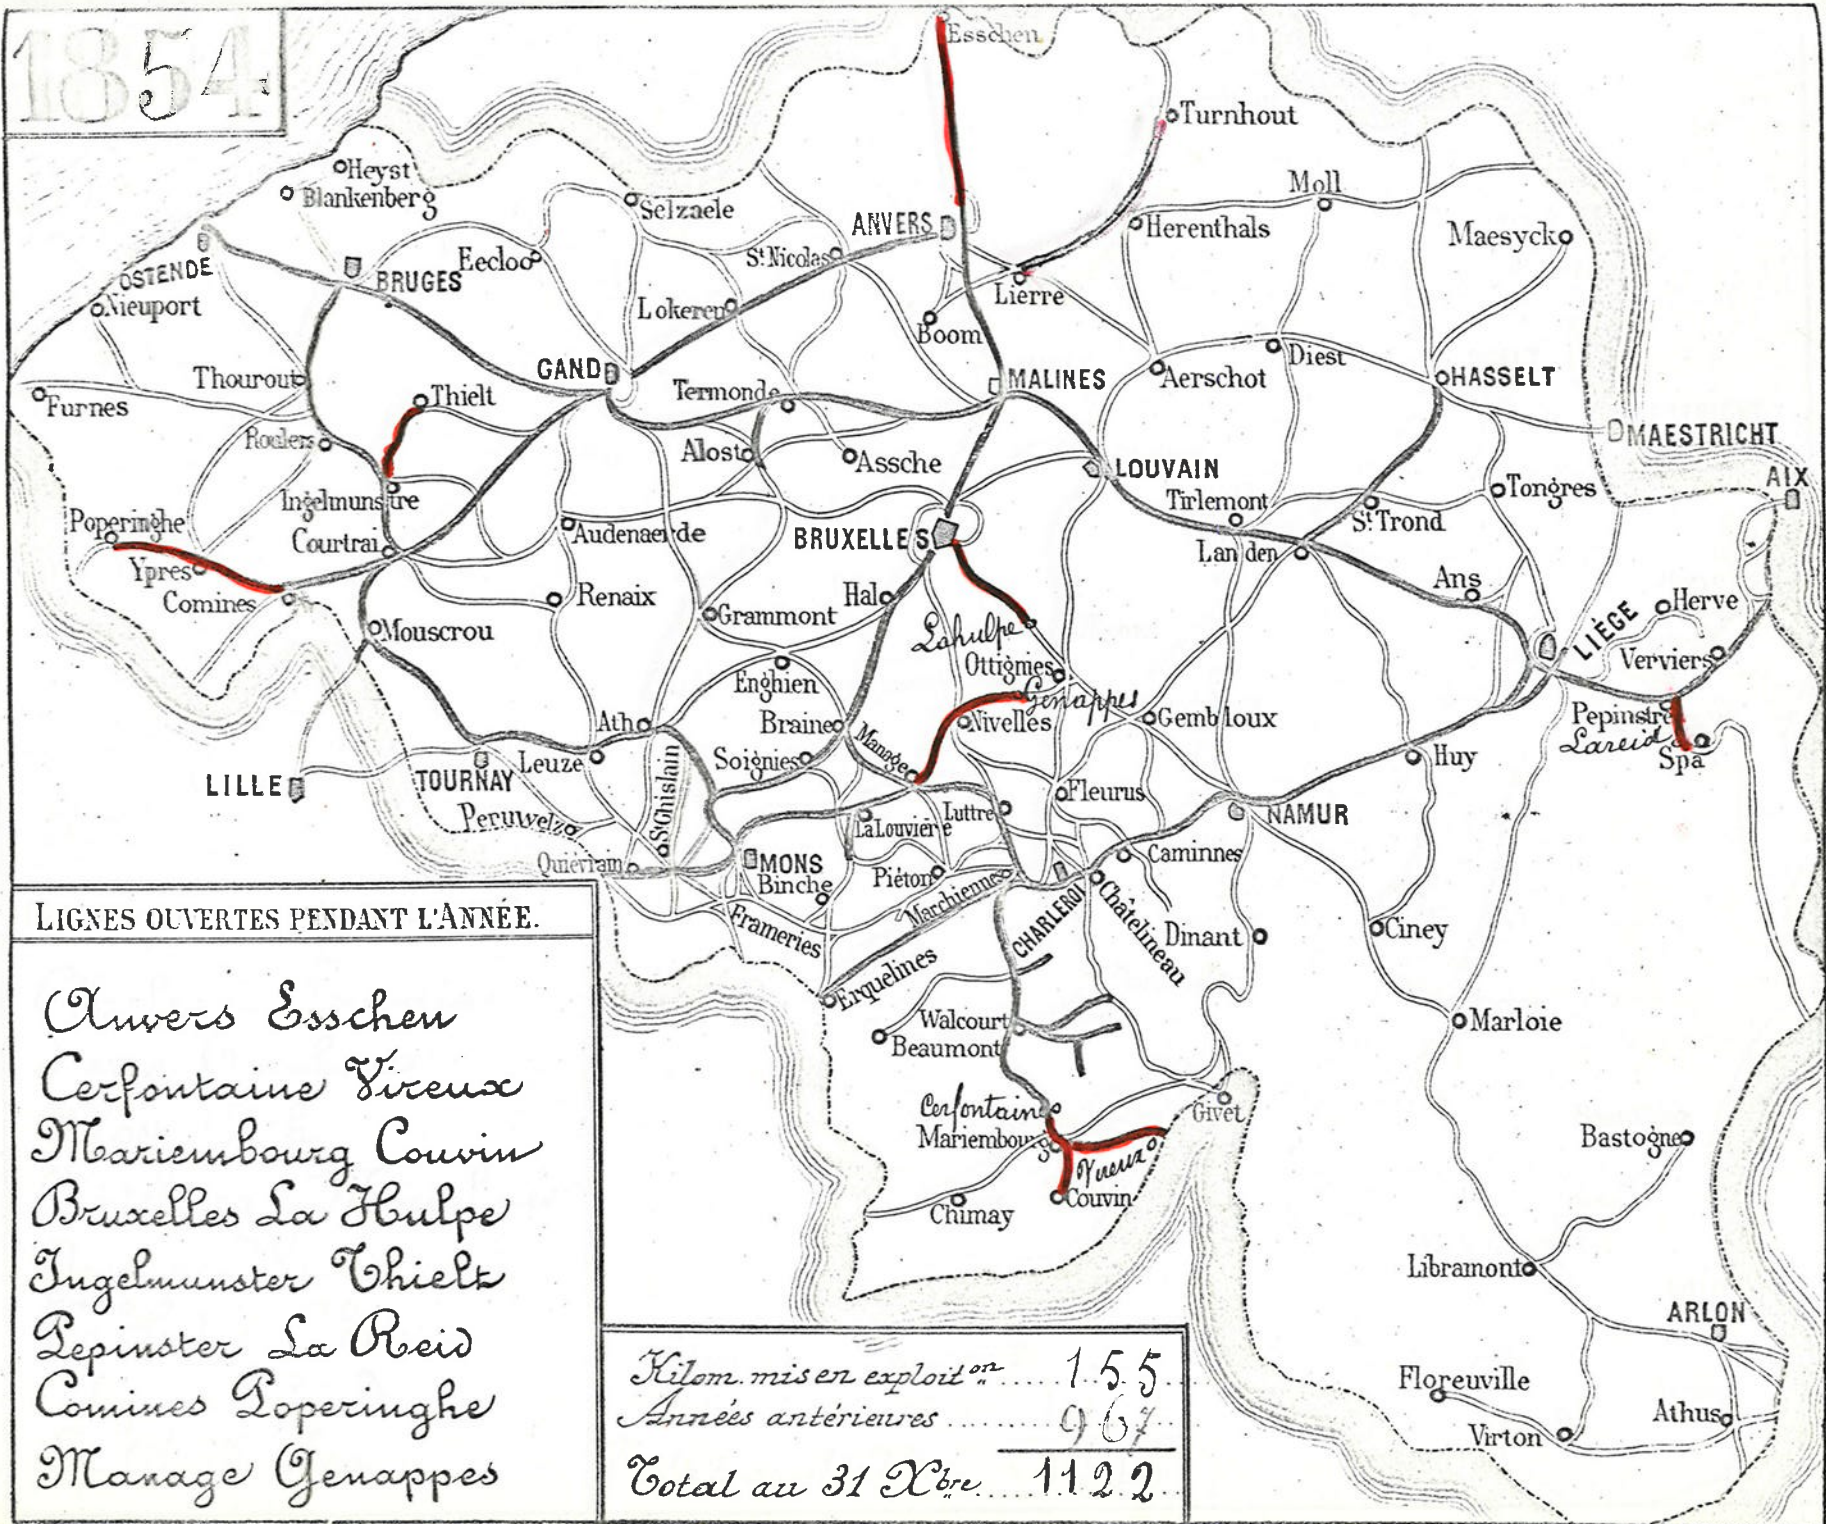 1854
Esschen
Turnhout
Heyst
Blankenberg
Moll
Selzaele
ANVERS
Herenthals
Maesyck
Eecloo
St Nicolas
OSTENDE
BRUGES
Nieuport
Lokeren
Lierre
Boom
GAND
Thourout
Thielt
Termonde
MALINES
Aerschot
Diest
HASSELT
Furnes
Roulers
Alost
Assche
LOUVAIN
MAESTRICHT
AIX
Ingelmunstre
Tirlemont
Tongres
Poperinghe
Courtrai
Audenaerde
BRUXELLES
St Trond
Landen
Ypres
Comines
Renaix
Hal
Ans
Grammont
Herve
Mouscrou
Lahulpe
LIÈGE
Ottignies
Verviers
Enghien
Genappes
Ath
Braine
Nivelles
Gembloux
Pepinstre
Manage
Lareid
Leuze
Soignies
Huy
Spa
LILLE
TOURNAY
St Ghislain
Fleurus
Peruwelz
La Louvière
Luttre
NAMUR
Quiévrain
MONS
Caminnes
Binche
Piéton
Marchiennes
CHARLEROI
Châtelineau
Frameries
Dinant
Ciney
Erquelines
Walcourt
Beaumont
Marloie
Cerfontaine
Givet
Mariembourg
Vireux
Bastogne
Couvin
Chimay
Libramont
ARLON
Floreuville
Athus
Virton
LIGNES OUVERTES PENDANT L'ANNÉE.
Anvers Esschen
Cerfontaine Vireux
Mariembourg Couvin
Bruxelles La Hulpe
Ingelmunster Thielt
Pepinster La Reid
Comines Poperinghe
Manage Genappes
Kilom. mis en exploiton 155
Années antérieures 967
Total au 31 Xbre 1122